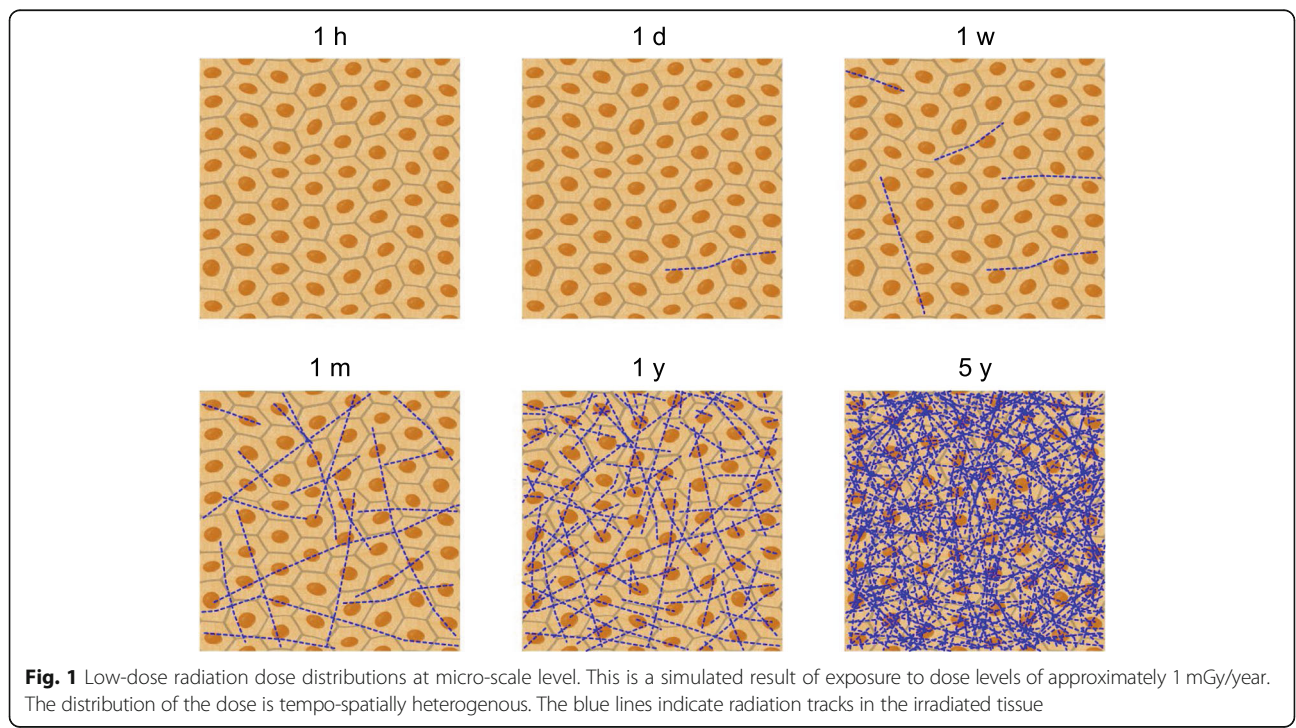 1 h
1 d
1 w
1 m
1 y
5 y
Fig. 1 Low-dose radiation dose distributions at micro-scale level. This is a simulated result of exposure to dose levels of approximately 1 mGy/year.
The distribution of the dose is tempo-spatially heterogenous. The blue lines indicate radiation tracks in the irradiated tissue